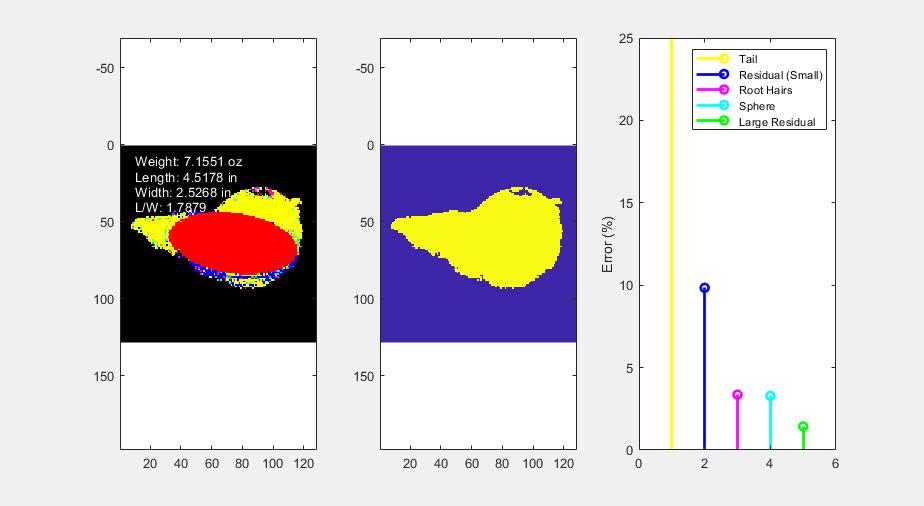 -50
0
50
100
150
20 40 60 80 100 120
Weight: 7.1551 oz
Length: 4.5178 in
Width: 2.5268 in
L/W: 1.7879
-50
0
50
100
150
20 40 60 80 100 120
Error (%)
25
20
15
10
5
0
0 2 4 6
Tail
Residual (Small)
Root Hairs
Sphere
Large Residual